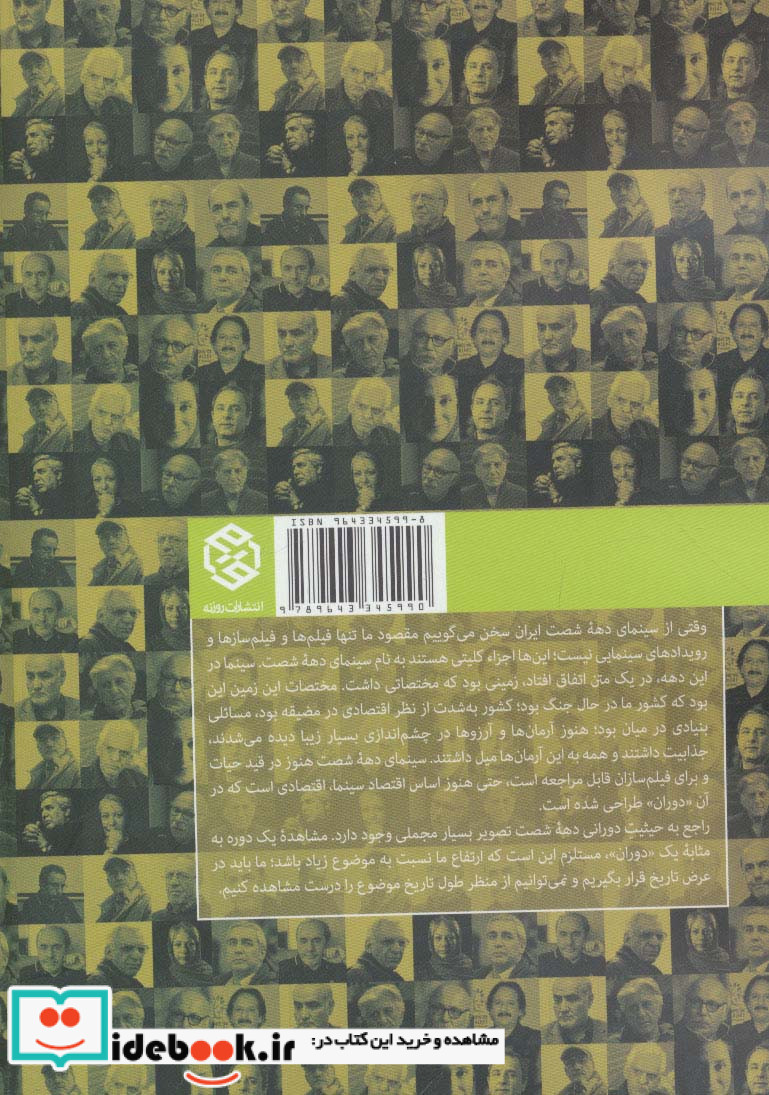 ISBN 964334599-8
9 789643 345990
انتشارات روزنه
وقتی از سینمای دههٔ شصت ایران سخن می‌گوییم مقصود ما تنها فیلم‌ها و فیلم‌سازها و
رویدادهای سینمایی نیست؛ این‌ها اجزاء کلیتی هستند به نام سینمای دههٔ شصت. سینما در
این دهه، در یک متن اتفاق افتاد، زمینی بود که مختصاتی داشت. مختصات این زمین این
بود که کشور ما در حال جنگ بود؛ کشور به‌شدت از نظر اقتصادی در مضیقه بود، مسائلی
بنیادی در میان بود؛ هنوز آرمان‌ها و آرزوها در چشم‌اندازی بسیار زیبا دیده می‌شدند،
جذابیت داشتند و همه به این آرمان‌ها میل داشتند. سینمای دههٔ شصت هنوز در قید حیات
و برای فیلم‌سازان قابل مراجعه است، حتی هنوز اساس اقتصاد سینما، اقتصادی است که در
آن «دوران» طراحی شده است.
راجع به حیثیت دورانی دههٔ شصت تصویر بسیار مجملی وجود دارد. مشاهدهٔ یک دوره به
مثابهٔ یک «دوران»، مستلزم این است که ارتفاع ما نسبت به موضوع زیاد باشد؛ ما باید در
عرض تاریخ قرار بگیریم و نمی‌توانیم از منظر طول تاریخ موضوع را درست مشاهده کنیم.
مشاهده و خرید این کتاب در:
idebook.ir